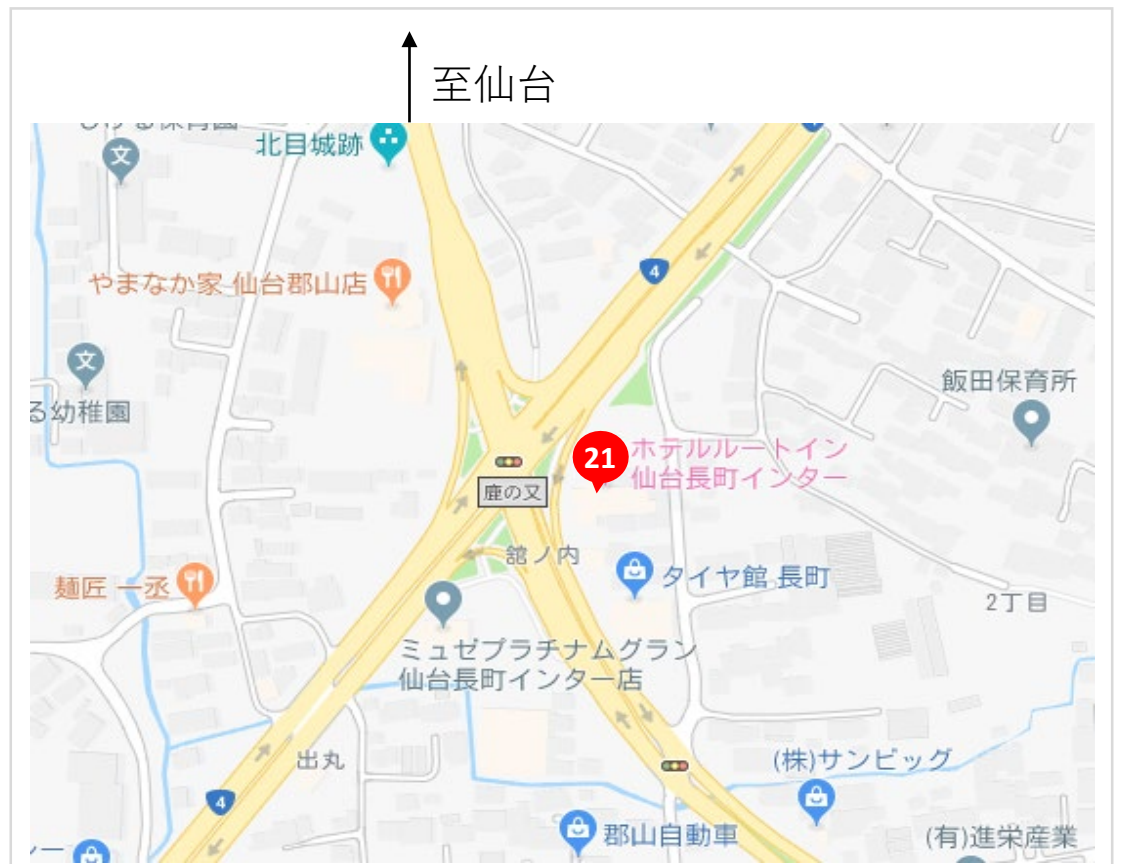 至仙台
北目城跡
文
4
やまなか家 仙台郡山店
文
飯田保育所
る幼稚園
21
ホテルルートイン
仙台長町インター
鹿の又
舘ノ内
タイヤ館 長町
麺匠 一丞
2丁目
ミュゼプラチナムグラン
仙台長町インター店
出丸
(株)サンビッグ
4
郡山自動車
(有)進栄産業